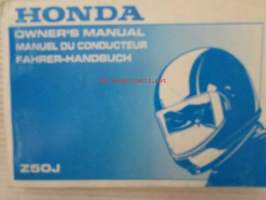 HONDA
OWNER'S MANUAL
MANUEL DU CONDUCTEUR
FAHRER-HANDBUCH
Z50J